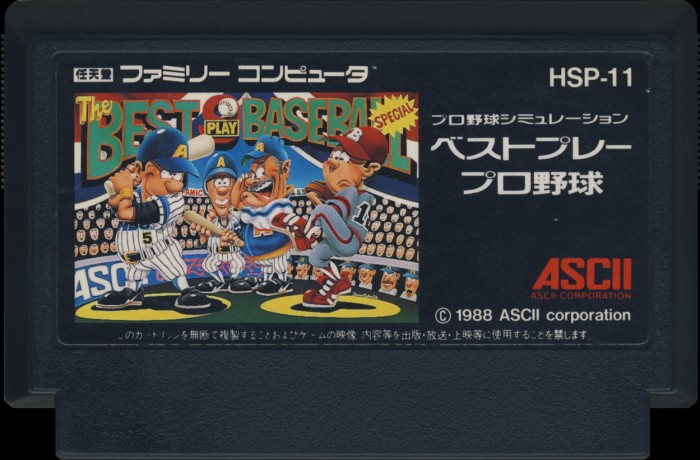 任天堂 ファミリー コンピュータ™
HSP-11
The
BEST PLAY BASEBALL
SPECIAL
プロ野球シミュレーション
ベストプレー
プロ野球
A
A
A
A
5
1
ASC
ASCII
ASCII CORPORATION
© 1988 ASCII corporation
このカートリッジを無断で複製することおよびゲームの映像、内容等を出版・放送・上映等に使用することを禁じます。